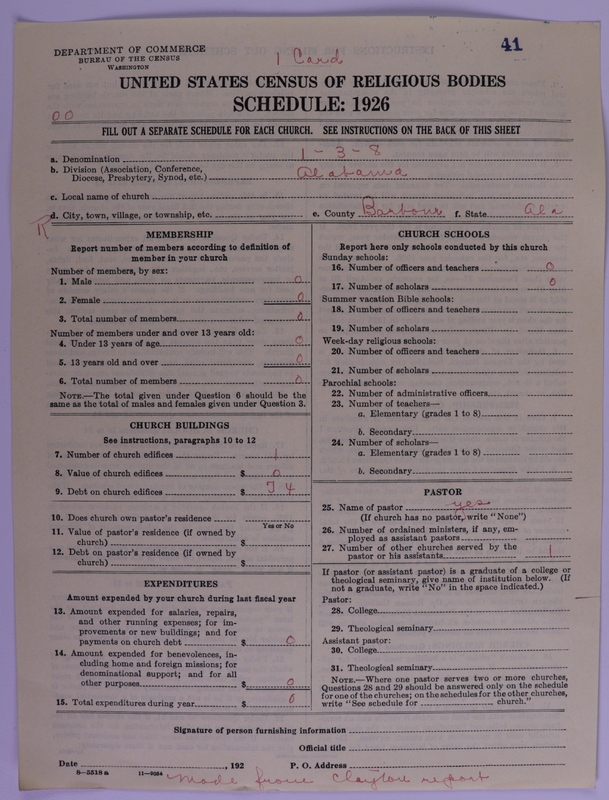 41
DEPARTMENT OF COMMERCE
BUREAU OF THE CENSUS
WASHINGTON
1 Card
UNITED STATES CENSUS OF RELIGIOUS BODIES
SCHEDULE: 1926
00
FILL OUT A SEPARATE SCHEDULE FOR EACH CHURCH. SEE INSTRUCTIONS ON THE BACK OF THIS SHEET
a. Denomination 1-3-8
b. Division (Association, Conference, Diocese, Presbytery, Synod, etc.) Alabama
c. Local name of church
R d. City, town, village, or township, etc. e. County Barbour f. State Ala
MEMBERSHIP
Report number of members according to definition of
member in your church
Number of members, by sex:
1. Male 0
2. Female 0
3. Total number of members 0
Number of members under and over 13 years old:
4. Under 13 years of age 0
5. 13 years old and over 0
6. Total number of members 0
NOTE.—The total given under Question 6 should be the
same as the total of males and females given under Question 3.
CHURCH BUILDINGS
See instructions, paragraphs 10 to 12
7. Number of church edifices 1
8. Value of church edifices $ 0
9. Debt on church edifices $ 74
10. Does church own pastor's residence
Yes or No
11. Value of pastor's residence (if owned by
church) $
12. Debt on pastor's residence (if owned by
church) $
EXPENDITURES
Amount expended by your church during last fiscal year
13. Amount expended for salaries, repairs,
and other running expenses; for im-
provements or new buildings; and for
payments on church debt $ 0
14. Amount expended for benevolences, in-
cluding home and foreign missions; for
denominational support; and for all
other purposes $ 0
15. Total expenditures during year $ 0
CHURCH SCHOOLS
Report here only schools conducted by this church
Sunday schools:
16. Number of officers and teachers 0
17. Number of scholars 0
Summer vacation Bible schools:
18. Number of officers and teachers
19. Number of scholars
Week-day religious schools:
20. Number of officers and teachers
21. Number of scholars
Parochial schools:
22. Number of administrative officers
23. Number of teachers—
a. Elementary (grades 1 to 8)
b. Secondary
24. Number of scholars—
a. Elementary (grades 1 to 8)
b. Secondary
PASTOR
25. Name of pastor yes
(If church has no pastor, write "None")
26. Number of ordained ministers, if any, em-
ployed as assistant pastors
27. Number of other churches served by the
pastor or his assistants 1
If pastor (or assistant pastor) is a graduate of a college or
theological seminary, give name of institution below. (If
not a graduate, write "No" in the space indicated.)
Pastor:
28. College
29. Theological seminary
Assistant pastor:
30. College
31. Theological seminary
NOTE.—Where one pastor serves two or more churches,
Questions 28 and 29 should be answered only on the schedule
for one of the churches; on the schedules for the other churches,
write "See schedule for church."
Signature of person furnishing information
Official title
Date , 192 P. O. Address
8—5518a 11—9084 Made from Clayton report